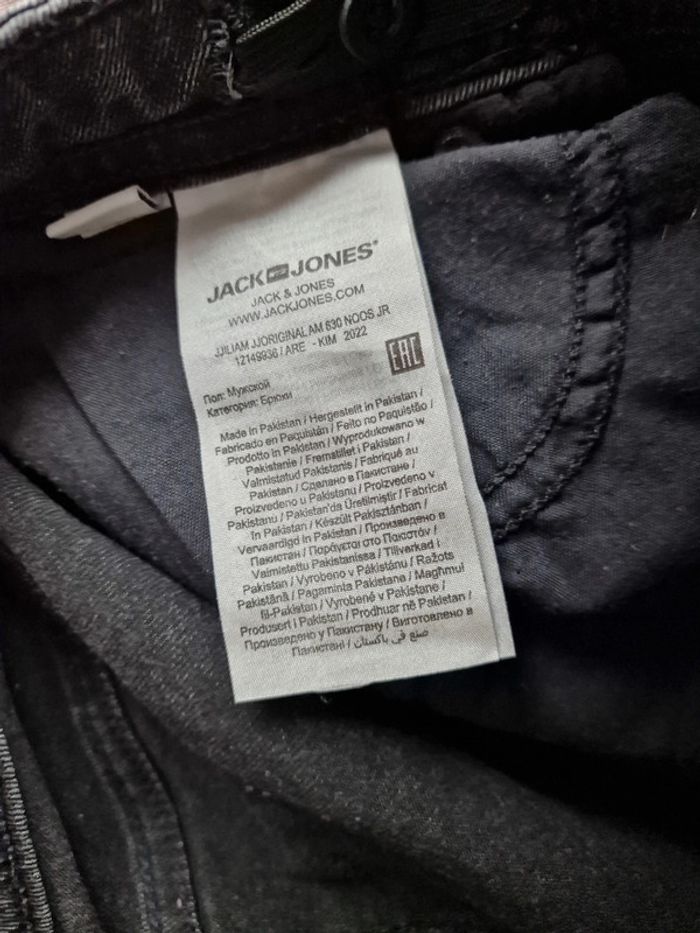 JACK JONES®
JACK & JONES
WWW.JACKJONES.COM
JJILIAM JJORIGINAL AM 830 NOOS JR
12149936 / ARE - KIM 2022
EAC
Пол: Мужской
Категория: Брюки
Made in Pakistan / Hergestellt in Pakistan /
Fabricado en Paquistán / Feito no Paquistão /
Prodotto in Pakistan / Wyprodukowano w
Pakistanie / Fremstillet i Pakistan /
Valmistatud Pakistanis / Fabriqué au
Pakistan / Сделано в Пакистане /
Proizvedeno u Pakistanu / Proizvedeno v
Pakistanu / Pakistan'da Üretilmiştir / Fabricat
în Pakistan / Készült Pakisztánban /
Vervaardigd in Pakistan / Произведено в
Пакистан / Παράγεται στο Πακιστάν /
Valmistettu Pakistanissa / Tillverkad i
Pakistan / Vyrobeno v Pákistánu / Ražots
Pakistānā / Pagaminta Pakistane / Magħmul
fil-Pakistan / Vyrobené v Pakistane /
Produsert i Pakistan / Prodhuar në Pakistan /
Произведено у Пакистану / Виготовлено в
Пакистані / صنع في باكستان